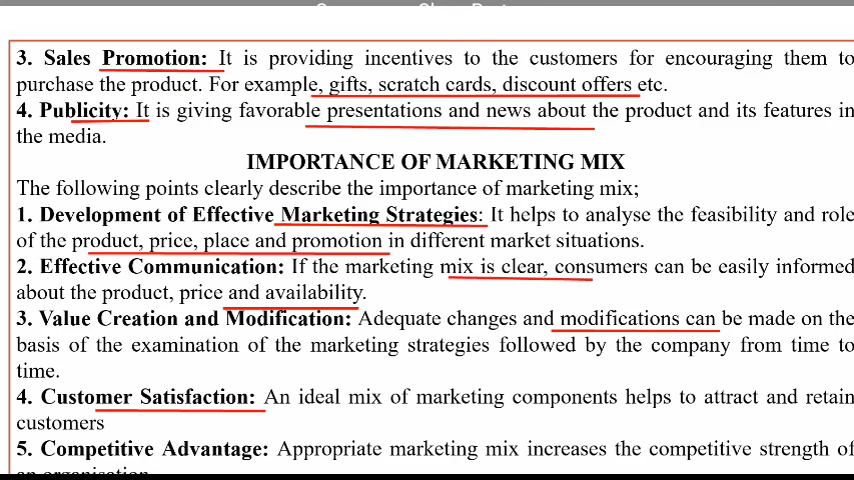 3. Sales Promotion: It is providing incentives to the customers for encouraging them to
purchase the product. For example, gifts, scratch cards, discount offers etc.
4. Publicity: It is giving favorable presentations and news about the product and its features in
the media.
IMPORTANCE OF MARKETING MIX
The following points clearly describe the importance of marketing mix;
1. Development of Effective Marketing Strategies: It helps to analyse the feasibility and role
of the product, price, place and promotion in different market situations.
2. Effective Communication: If the marketing mix is clear, consumers can be easily informed
about the product, price and availability.
3. Value Creation and Modification: Adequate changes and modifications can be made on the
basis of the examination of the marketing strategies followed by the company from time to
time.
4. Customer Satisfaction: An ideal mix of marketing components helps to attract and retain
customers
5. Competitive Advantage: Appropriate marketing mix increases the competitive strength of
an organisation